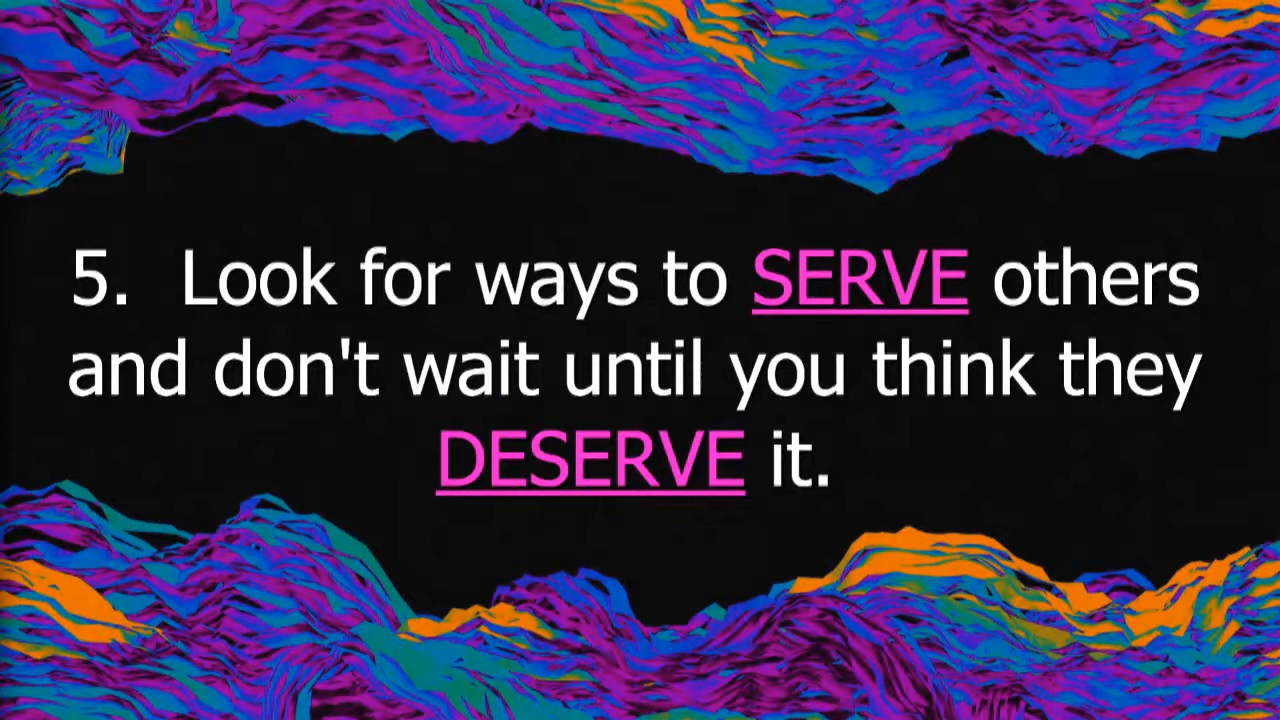 5. Look for ways to SERVE others
and don't wait until you think they
DESERVE it.